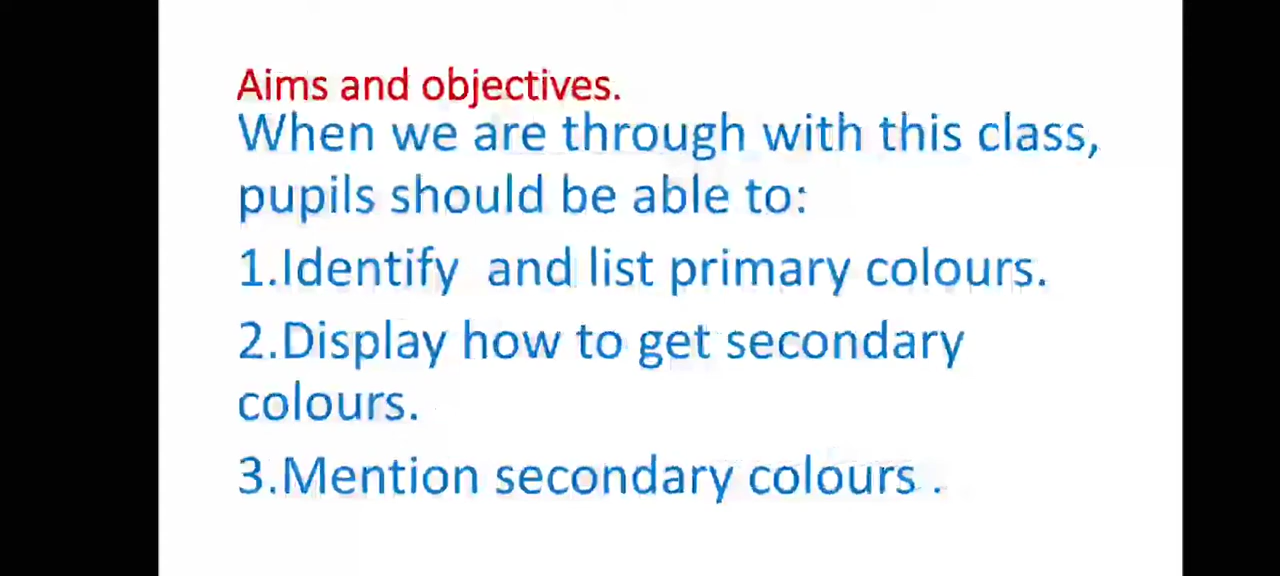 Aims and objectives.
When we are through with this class,
pupils should be able to:
1.Identify  and list primary colours.
2.Display how to get secondary
colours.
3.Mention secondary colours .